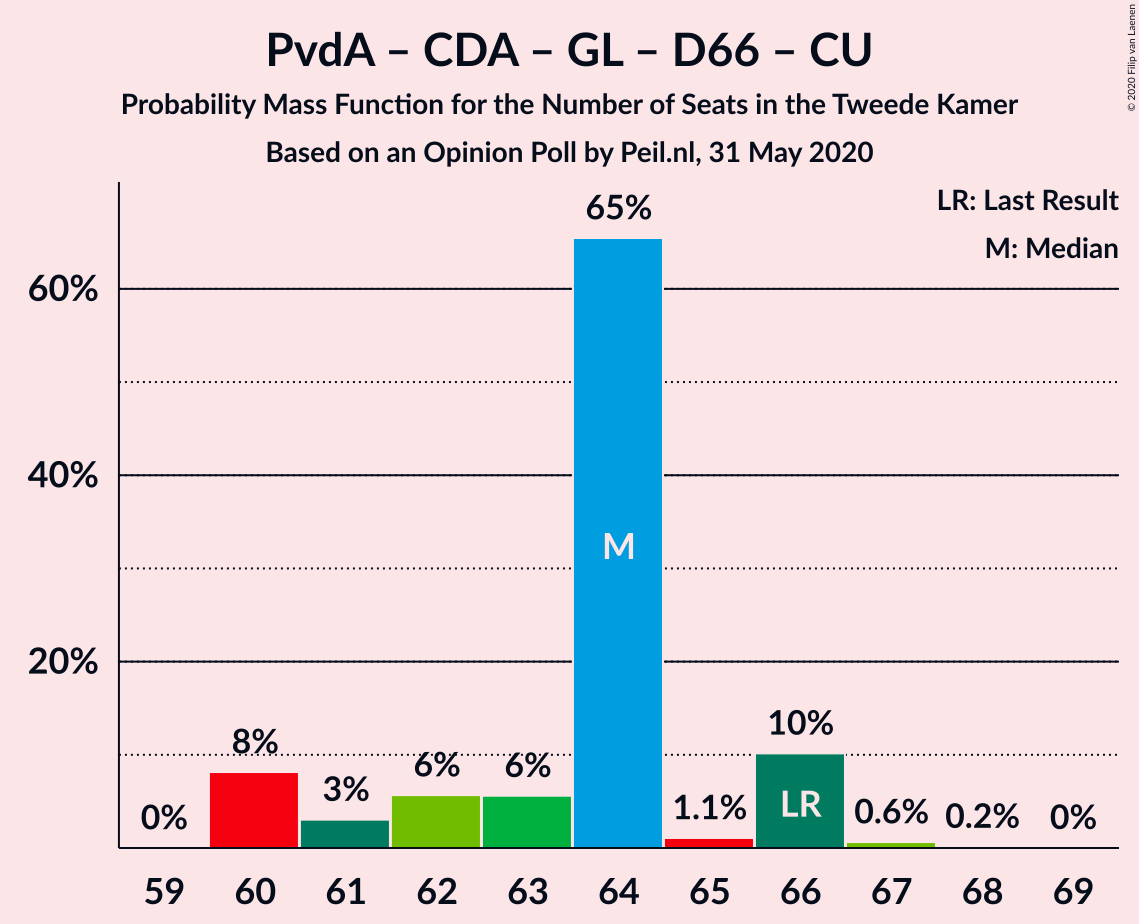 PvdA – CDA – GL – D66 – CU
Probability Mass Function for the Number of Seats in the Tweede Kamer
Based on an Opinion Poll by Peil.nl, 31 May 2020
© 2020 Filip van Laenen
LR: Last Result
M: Median
60%
40%
20%
0%
8%
3%
6%
6%
65%
1.1%
10%
0.6%
0.2%
0%
M
LR
59 60 61 62 63 64 65 66 67 68 69